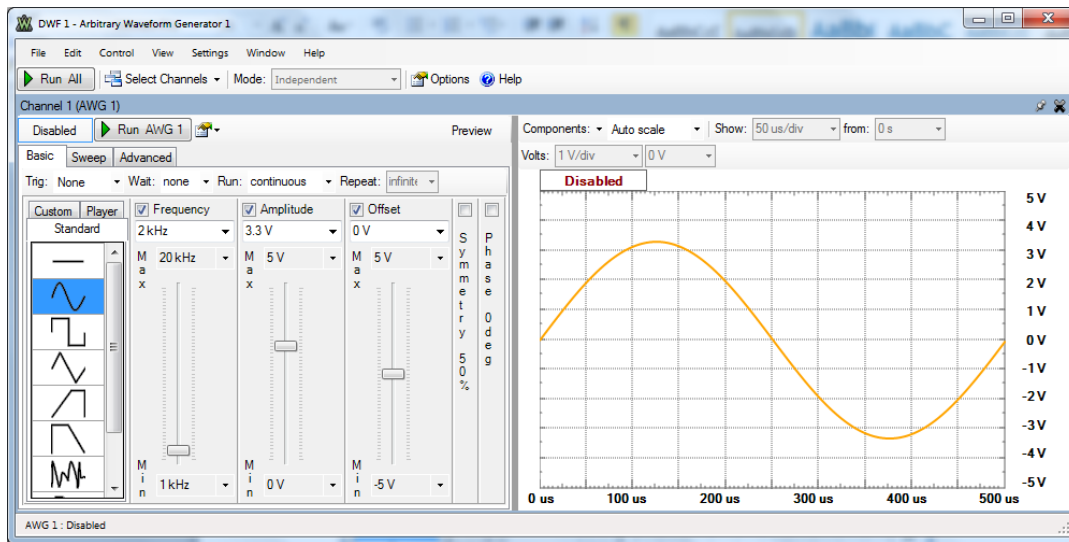 DWF 1 - Arbitrary Waveform Generator 1
File Edit Control View Settings Window Help
Run All Select Channels Mode: Independent Options Help
Channel 1 (AWG 1)
Disabled Run AWG 1 Preview
Basic Sweep Advanced
Trig: None Wait: none Run: continuous Repeat: infinite
Custom Player
Standard
Frequency
2 kHz
Max 20 kHz
Min 1 kHz
Amplitude
3.3 V
Max 5 V
Min 0 V
Offset
0 V
Max 5 V
Min -5 V
Symmetry 50%
Phase 0deg
Components: Auto scale Show: 50 us/div from: 0 s
Volts: 1 V/div 0 V
Disabled
5 V
4 V
3 V
2 V
1 V
0 V
-1 V
-2 V
-3 V
-4 V
-5 V
0 us 100 us 200 us 300 us 400 us 500 us
AWG 1 : Disabled